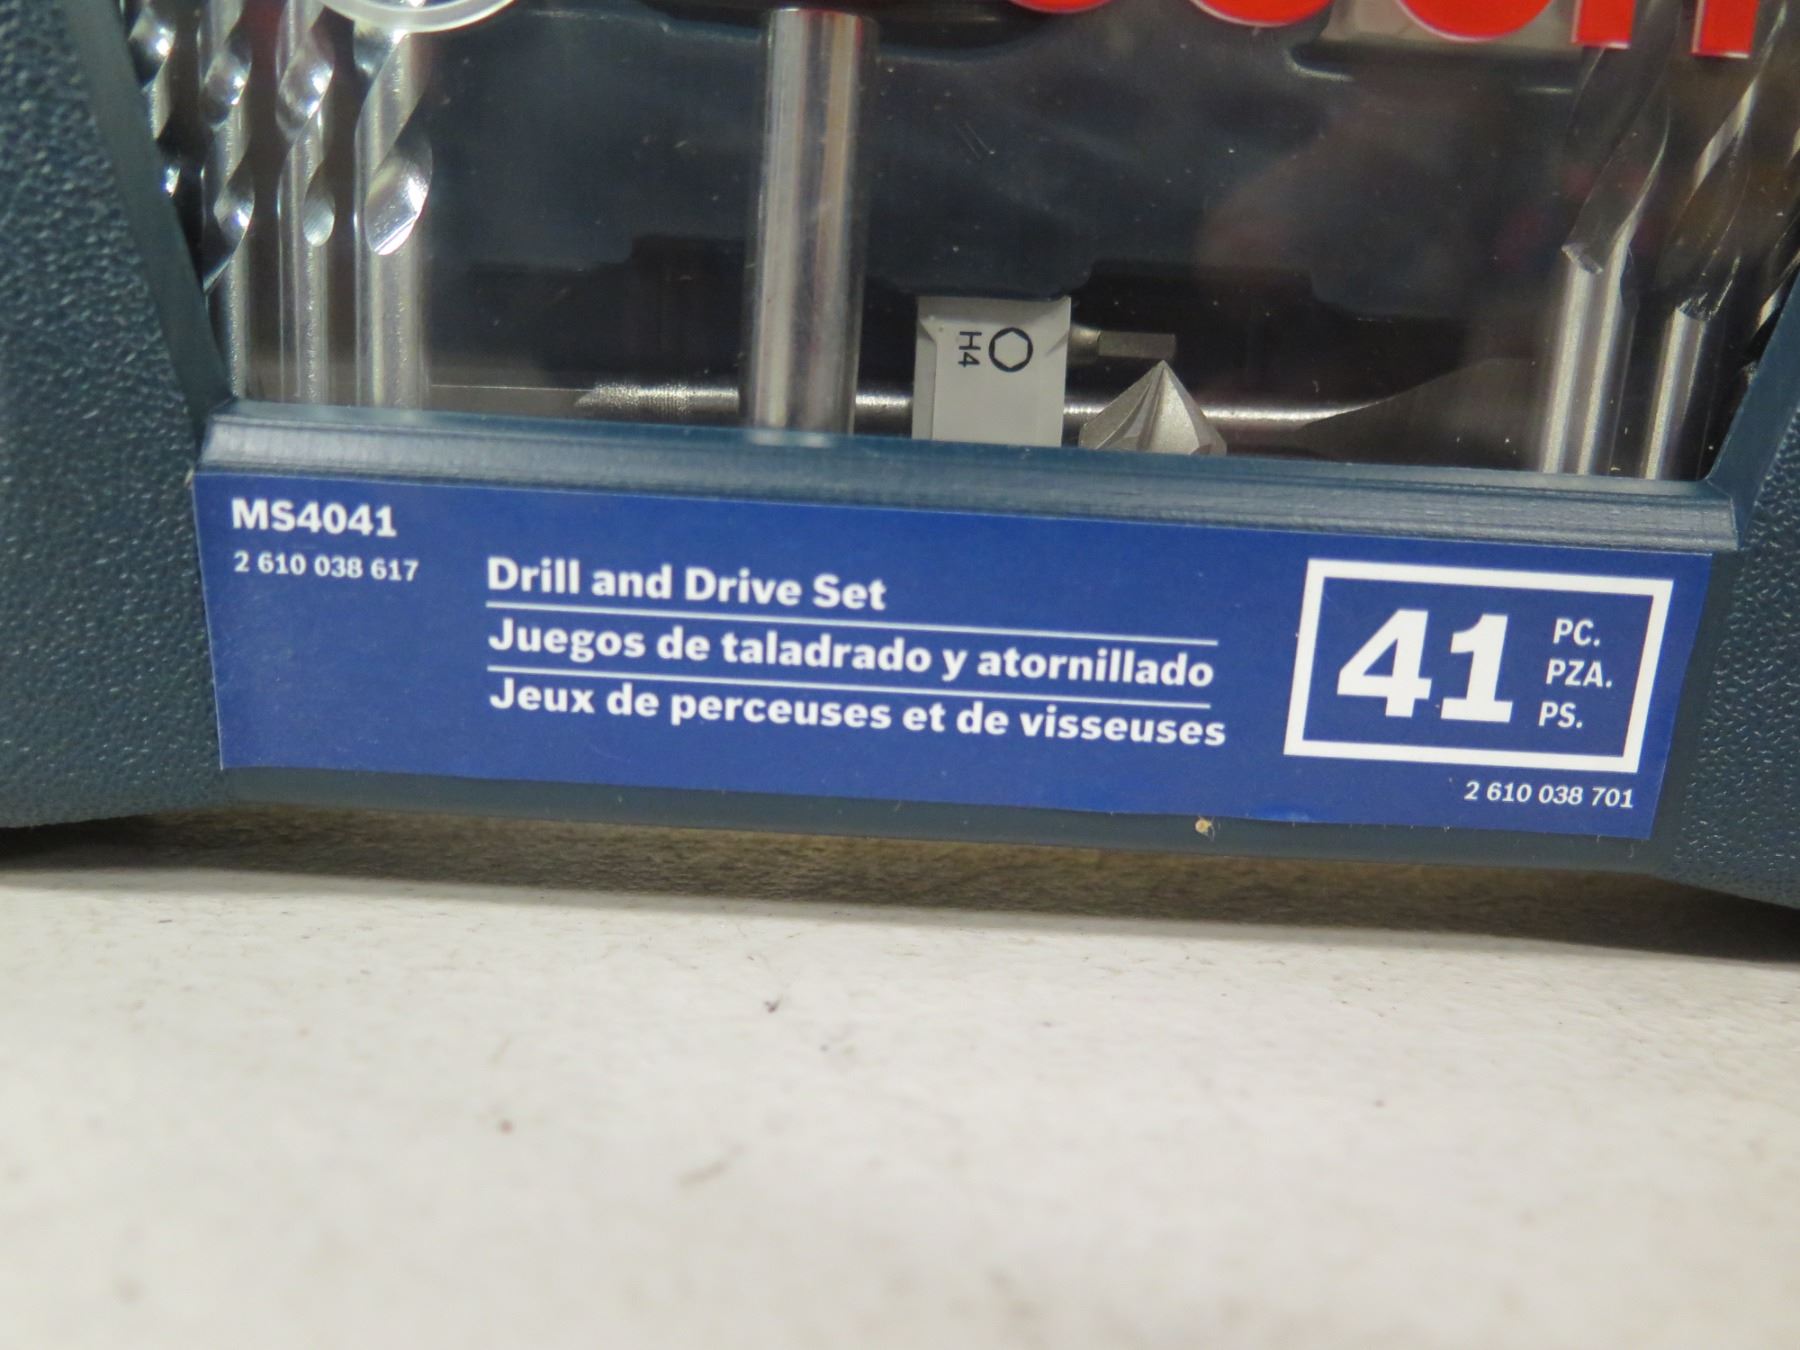 H4
MS4041
2 610 038 617
Drill and Drive Set
Juegos de taladrado y atornillado
Jeux de perceuses et de visseuses
41
PC.
PZA.
PS.
2 610 038 701